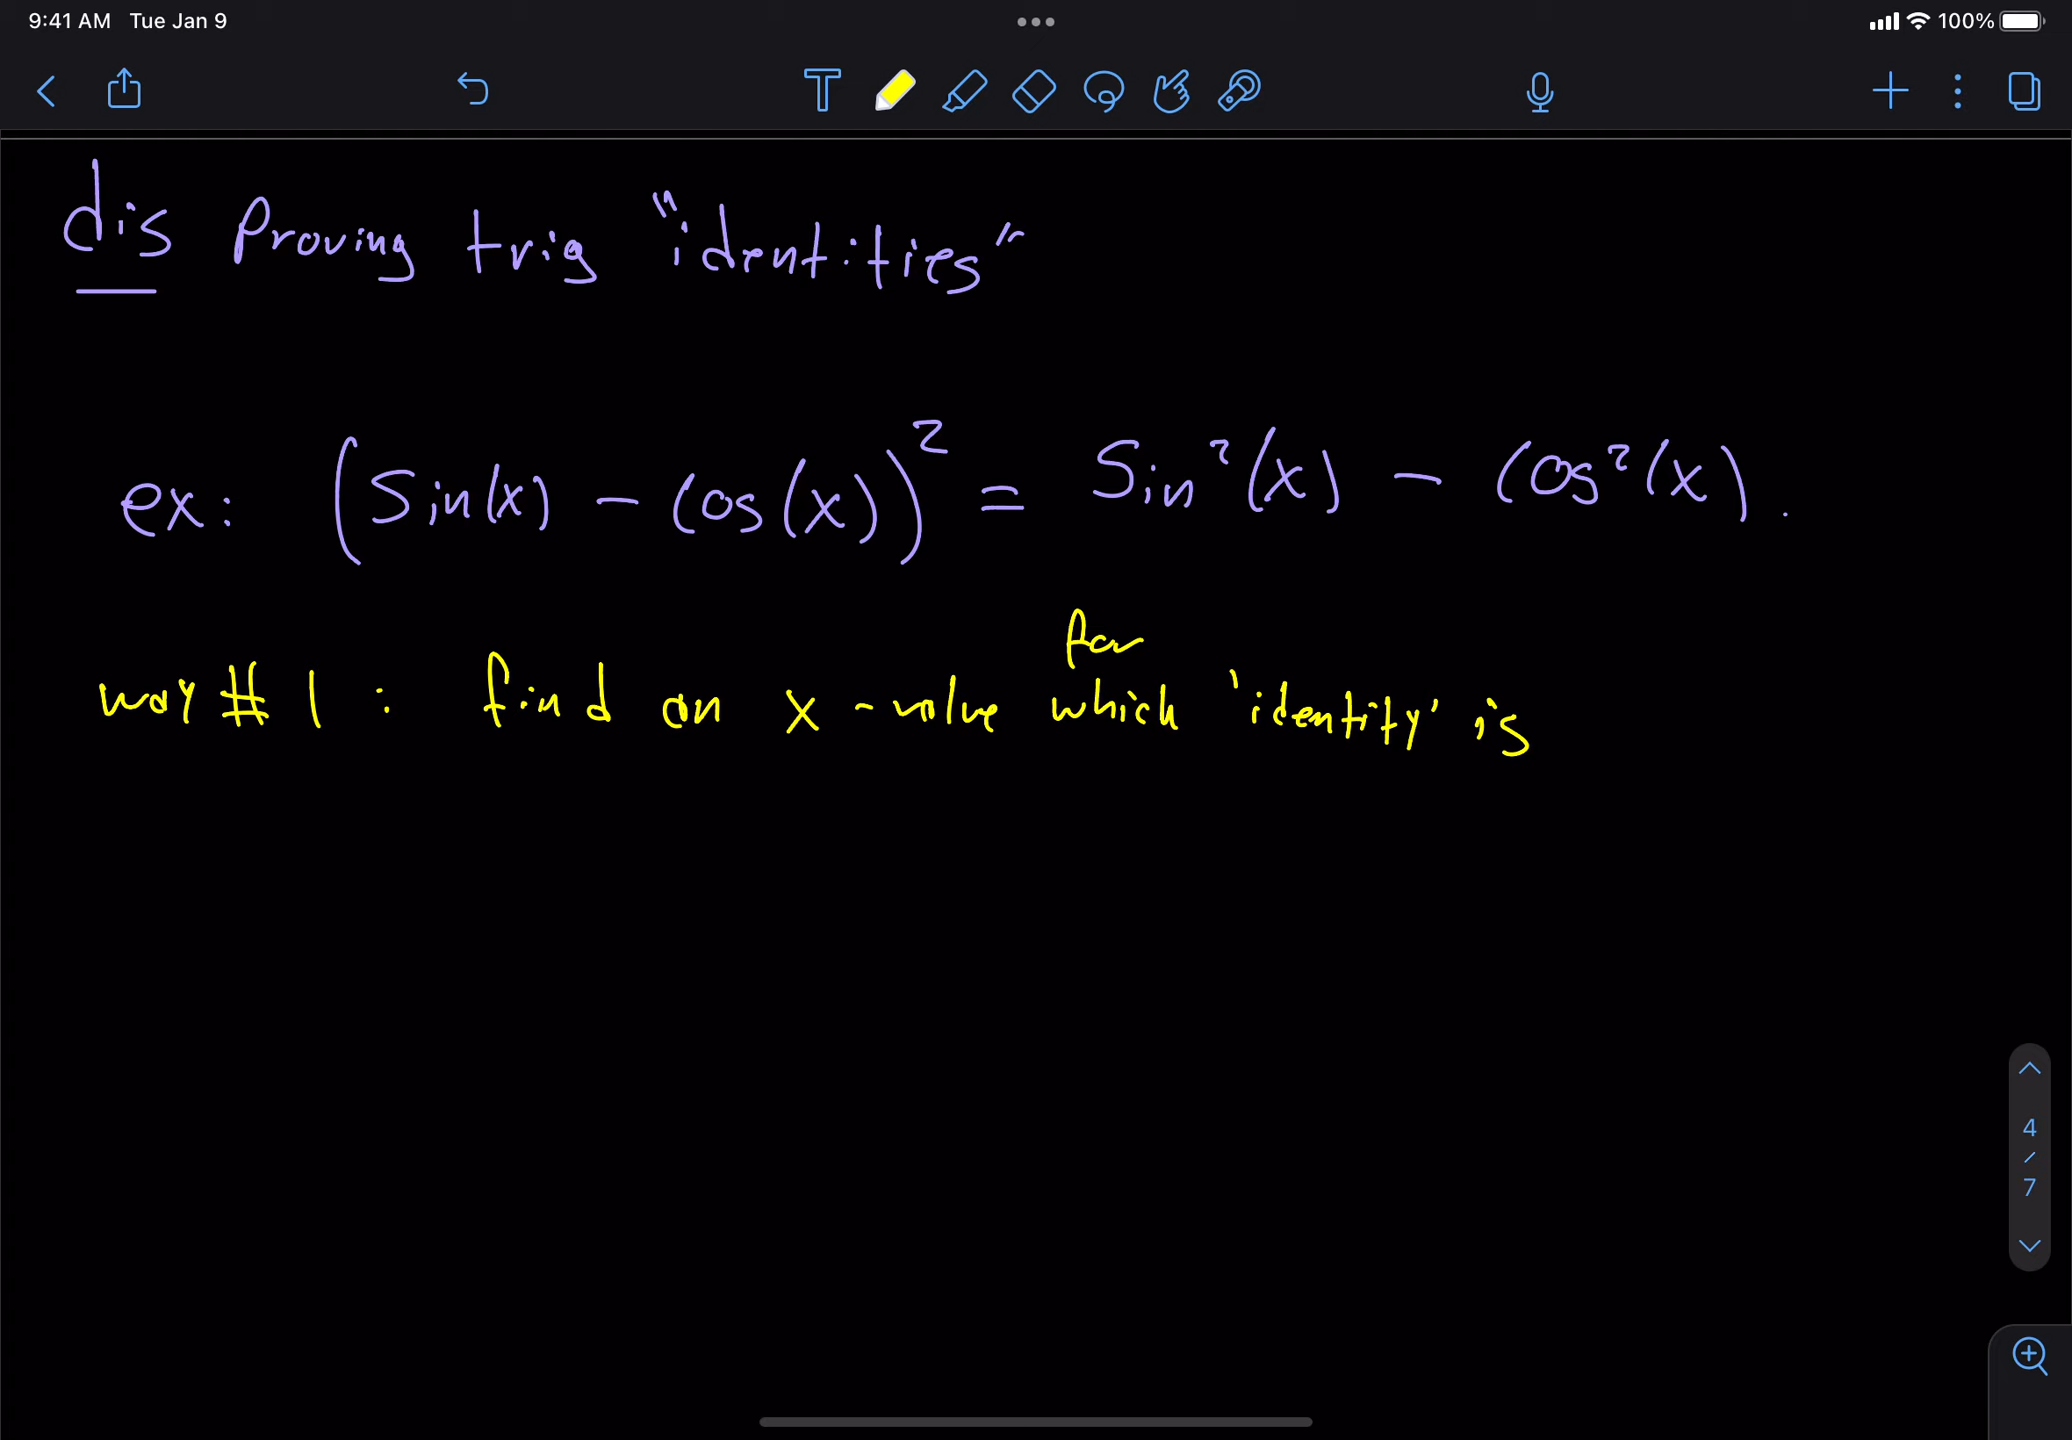 9:41 AM Tue Jan 9
100%
dis Proving trig "identities"
ex: (Sin(x) - Cos(x))² = Sin²(x) - Cos²(x).
for
way # 1 : find an x-value which 'identity' is
4
/
7